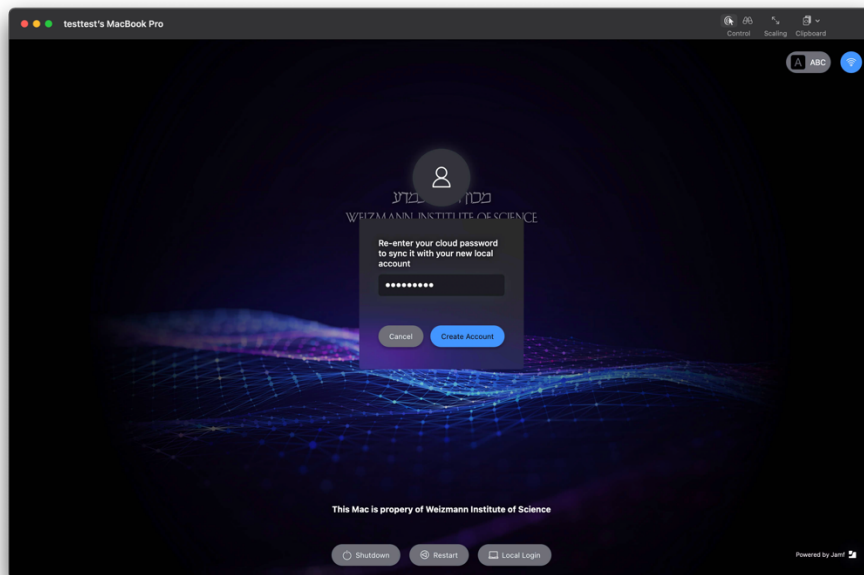 testtest's MacBook Pro
Control
Scaling
Clipboard
A ABC
WEIZMANN INSTITUTE OF SCIENCE
Re-enter your cloud password
to sync it with your new local
account
Cancel
Create Account
This Mac is propery of Weizmann Institute of Science
Shutdown
Restart
Local Login
Powered by Jamf